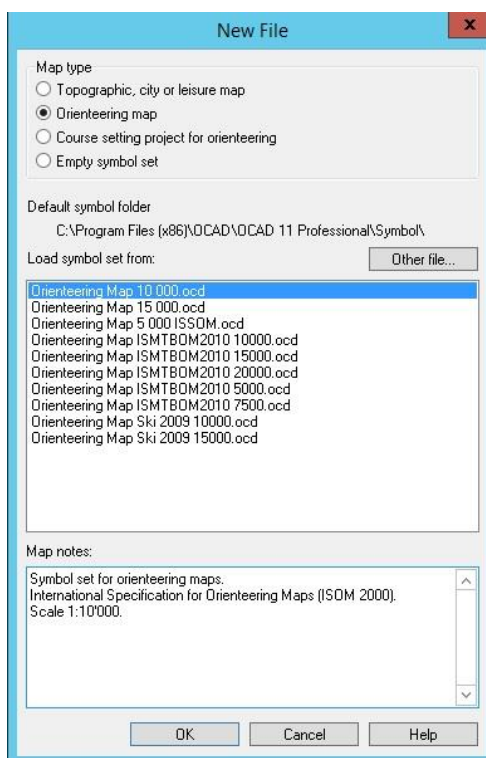 New File
x
Map type
Topographic, city or leisure map
Orienteering map
Course setting project for orienteering
Empty symbol set
Default symbol folder
C:\Program Files (x86)\OCAD\OCAD 11 Professional\Symbol\
Load symbol set from:
Other file...
Orienteering Map 10 000.ocd
Orienteering Map 15 000.ocd
Orienteering Map 5 000 ISSOM.ocd
Orienteering Map ISMTBOM2010 10000.ocd
Orienteering Map ISMTBOM2010 15000.ocd
Orienteering Map ISMTBOM2010 20000.ocd
Orienteering Map ISMTBOM2010 5000.ocd
Orienteering Map ISMTBOM2010 7500.ocd
Orienteering Map Ski 2009 10000.ocd
Orienteering Map Ski 2009 15000.ocd
Map notes:
Symbol set for orienteering maps.
International Specification for Orienteering Maps (ISOM 2000).
Scale 1:10'000.
OK
Cancel
Help